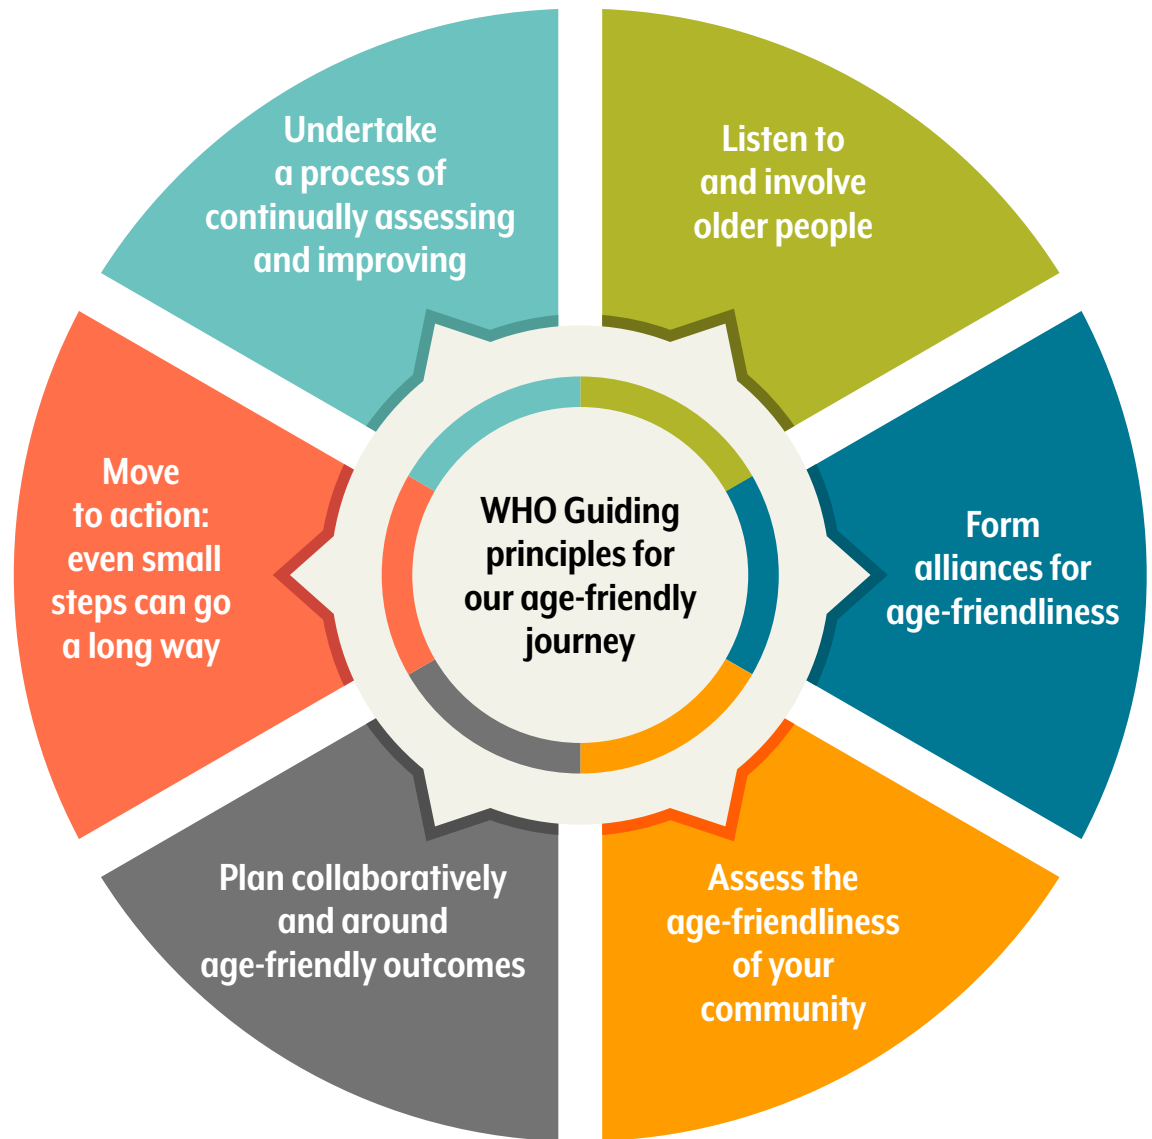 WHO Guiding
principles for
our age-friendly
journey
Listen to
and involve
older people
Form
alliances for
age-friendliness
Assess the
age-friendliness
of your
community
Plan collaboratively
and around
age-friendly outcomes
Move
to action:
even small
steps can go
a long way
Undertake
a process of
continually assessing
and improving